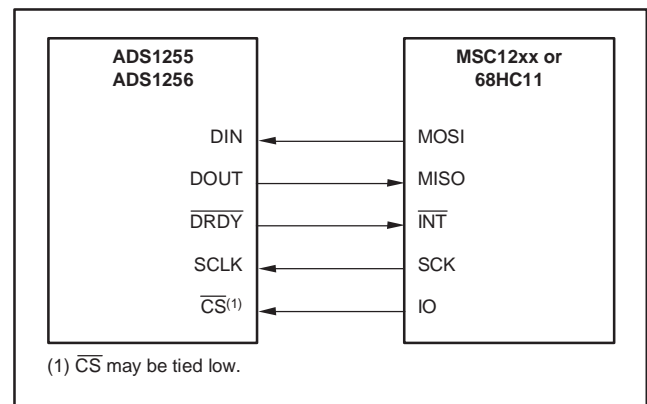 ADS1255
ADS1256
MSC12xx or
68HC11
DIN
MOSI
DOUT
MISO
DRDY
INT
SCLK
SCK
CS(1)
IO
(1) CS may be tied low.